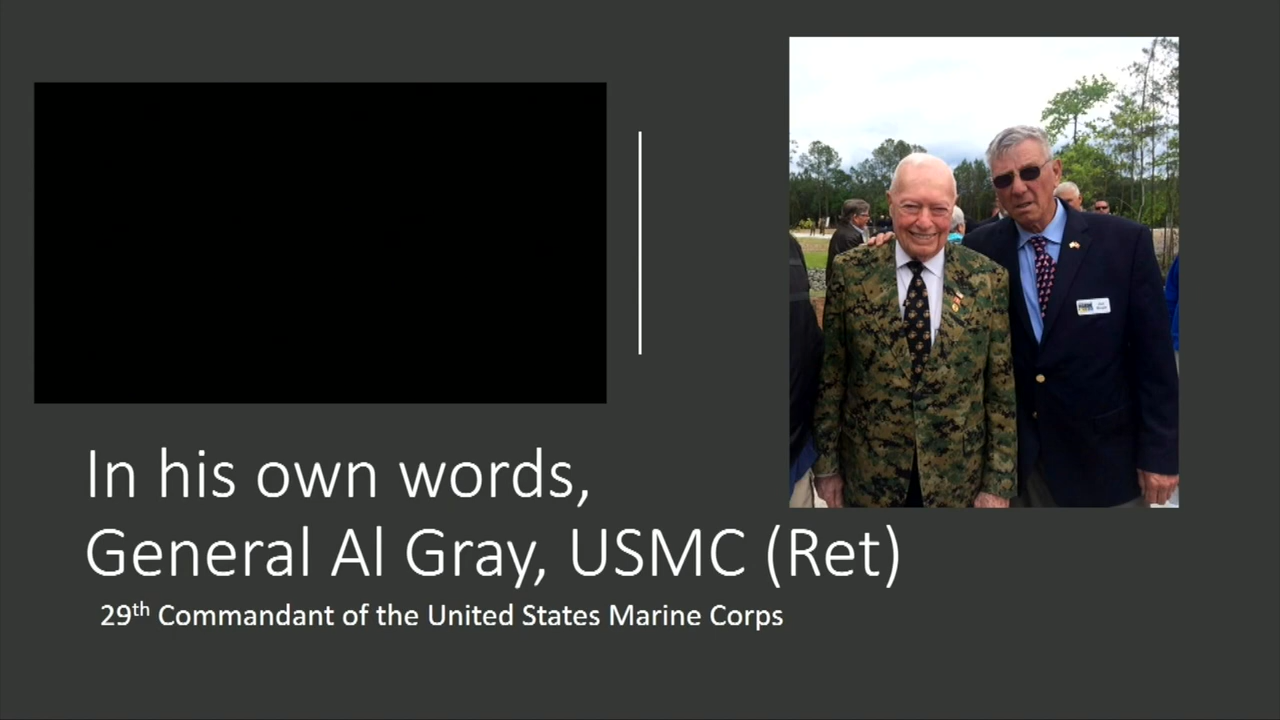 In his own words,
General Al Gray, USMC (Ret)
29th Commandant of the United States Marine Corps